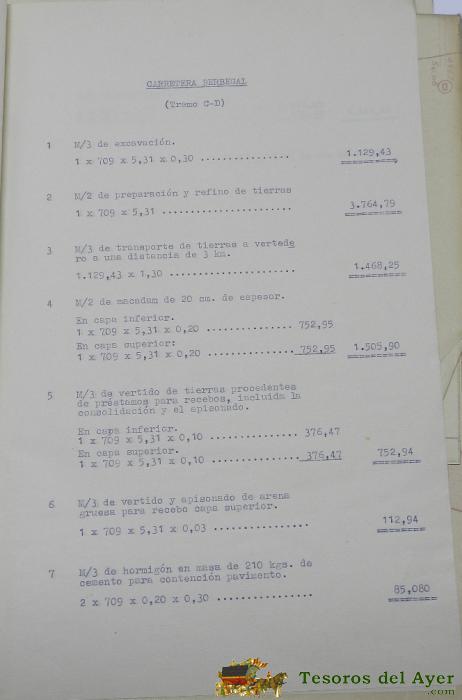 CARRETERA BERBEGAL
(Tramo C-D)
1 M/3 de excavación.
1 x 709 x 5,31 x 0,30 ................ 1.129,43
2 M/2 de preparación y refino de tierras
1 x 709 x 5,31 ....................... 3.764,79
3 M/3 de transporte de tierras a vertede
ro a una distancia de 3 km.
1.129,43 x 1,30 ...................... 1.468,25
4 M/2 de macadam de 20 cm. de espesor.
En capa inferior.
1 x 709 x 5,31 x 0,20 ............... 752,95
En capa superior:
1 x 709 x 5,31 x 0,20 ............... 752,95 1.505,90
5 M/3 de vertido de tierras procedentes
de préstamos para recebos, incluida la
consolidación y el apisonado.
En capa inferior.
1 x 709 x 5,31 x 0,10 ............... 376,47
En capa superior.
1 x 709 x 5,31 x 0,10 ............... 376,47 752,94
6 M/3 de vertido y apisonado de arena
gruesa para recebo capa superior.
1 x 709 x 5,31 x 0,03 ................ 112,94
7 M/3 de hormigón en masa de 210 kgs. de
cemento para contención pavimento.
2 x 709 x 0,20 x 0,30 ................ 85,080
Tesoros del Ayer
.com